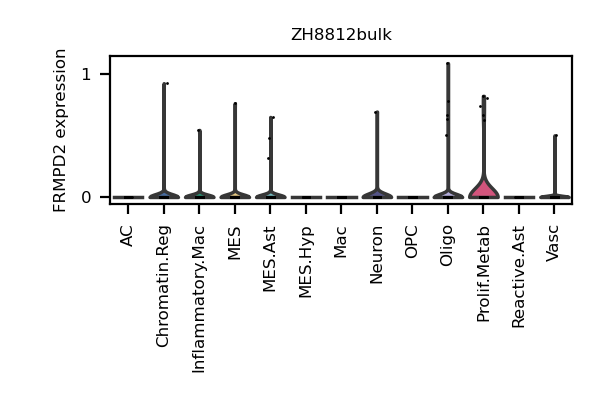 ZH8812bulk
FRMPD2 expression
1
0
AC
Chromatin.Reg
Inflammatory.Mac
MES
MES.Ast
MES.Hyp
Mac
Neuron
OPC
Oligo
Prolif.Metab
Reactive.Ast
Vasc